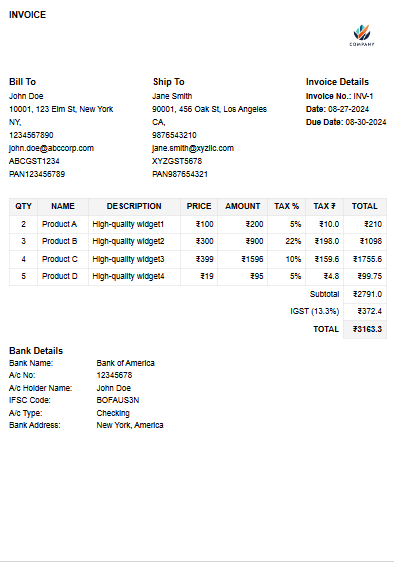 INVOICE
COMPANY
Bill To
John Doe
10001, 123 Elm St, New York
NY,
1234567890
john.doe@abccorp.com
ABCGST1234
PAN123456789
Ship To
Jane Smith
90001, 456 Oak St, Los Angeles
CA,
9876543210
jane.smith@xyzllc.com
XYZGST5678
PAN987654321
Invoice Details
Invoice No.: INV-1
Date: 08-27-2024
Due Date: 08-30-2024
QTY NAME DESCRIPTION PRICE AMOUNT TAX % TAX ₹ TOTAL
2 Product A High-quality widget1 ₹100 ₹200 5% ₹10.0 ₹210
3 Product B High-quality widget2 ₹300 ₹900 22% ₹198.0 ₹1098
4 Product C High-quality widget3 ₹399 ₹1596 10% ₹159.6 ₹1755.6
5 Product D High-quality widget4 ₹19 ₹95 5% ₹4.8 ₹99.75
Subtotal ₹2791.0
IGST (13.3%) ₹372.4
TOTAL ₹3163.3
Bank Details
Bank Name: Bank of America
A/c No: 12345678
A/c Holder Name: John Doe
IFSC Code: BOFAUS3N
A/c Type: Checking
Bank Address: New York, America